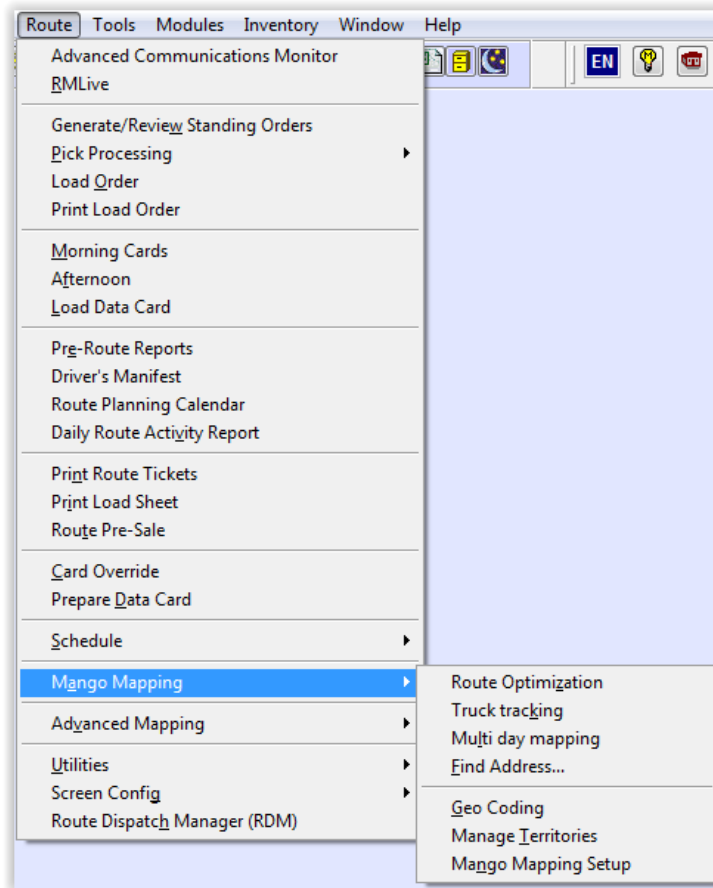 Route Tools Modules Inventory Window Help
EN
Advanced Communications Monitor
RMLive
Generate/Review Standing Orders
Pick Processing
Load Order
Print Load Order
Morning Cards
Afternoon
Load Data Card
Pre-Route Reports
Driver's Manifest
Route Planning Calendar
Daily Route Activity Report
Print Route Tickets
Print Load Sheet
Route Pre-Sale
Card Override
Prepare Data Card
Schedule
Mango Mapping
Advanced Mapping
Utilities
Screen Config
Route Dispatch Manager (RDM)
Route Optimization
Truck tracking
Multi day mapping
Find Address...
Geo Coding
Manage Territories
Mango Mapping Setup